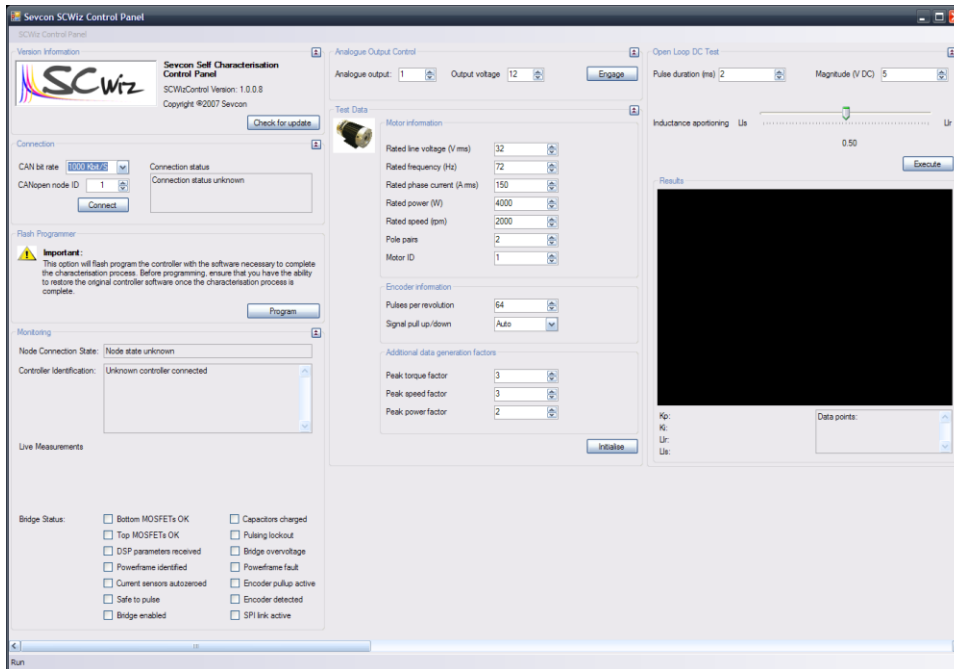 Sevcon SCWiz Control Panel
SCWiz Control Panel
Version Information
SCWiz
Sevcon Self Characterisation
Control Panel
SCWizControl Version: 1.0.0.8
Copyright ©2007 Sevcon
Check for update
Connection
CAN bit rate 1000 Kbit/S
Connection status
Connection status unknown
CANopen node ID 1
Connect
Flash Programmer
Important:
This option will flash program the controller with the software necessary to complete
the characterisation process. Before programming, ensure that you have the ability
to restore the original controller software once the characterisation process is
complete.
Program
Monitoring
Node Connection State: Node state unknown
Controller Identification: Unknown controller connected
Live Measurements
Bridge Status:
Bottom MOSFETs OK
Capacitors charged
Top MOSFETs OK
Pulsing lockout
DSP parameters received
Bridge overvoltage
Powerframe identified
Powerframe fault
Current sensors autozeroed
Encoder pullup active
Safe to pulse
Encoder detected
Bridge enabled
SPI link active
Analogue Output Control
Analogue output: 1 Output voltage 12 Engage
Test Data
Motor information
Rated line voltage (V rms) 32
Rated frequency (Hz) 72
Rated phase current (A rms) 150
Rated power (W) 4000
Rated speed (rpm) 2000
Pole pairs 2
Motor ID 1
Encoder information
Pulses per revolution 64
Signal pull up/down Auto
Additional data generation factors
Peak torque factor 3
Peak speed factor 3
Peak power factor 2
Initialise
Open Loop DC Test
Pulse duration (ms) 2 Magnitude (V DC) 5
Inductance aportioning Lls Llr
0.50
Execute
Results
Kp:
Ki:
Llr:
Lls:
Data points:
Run